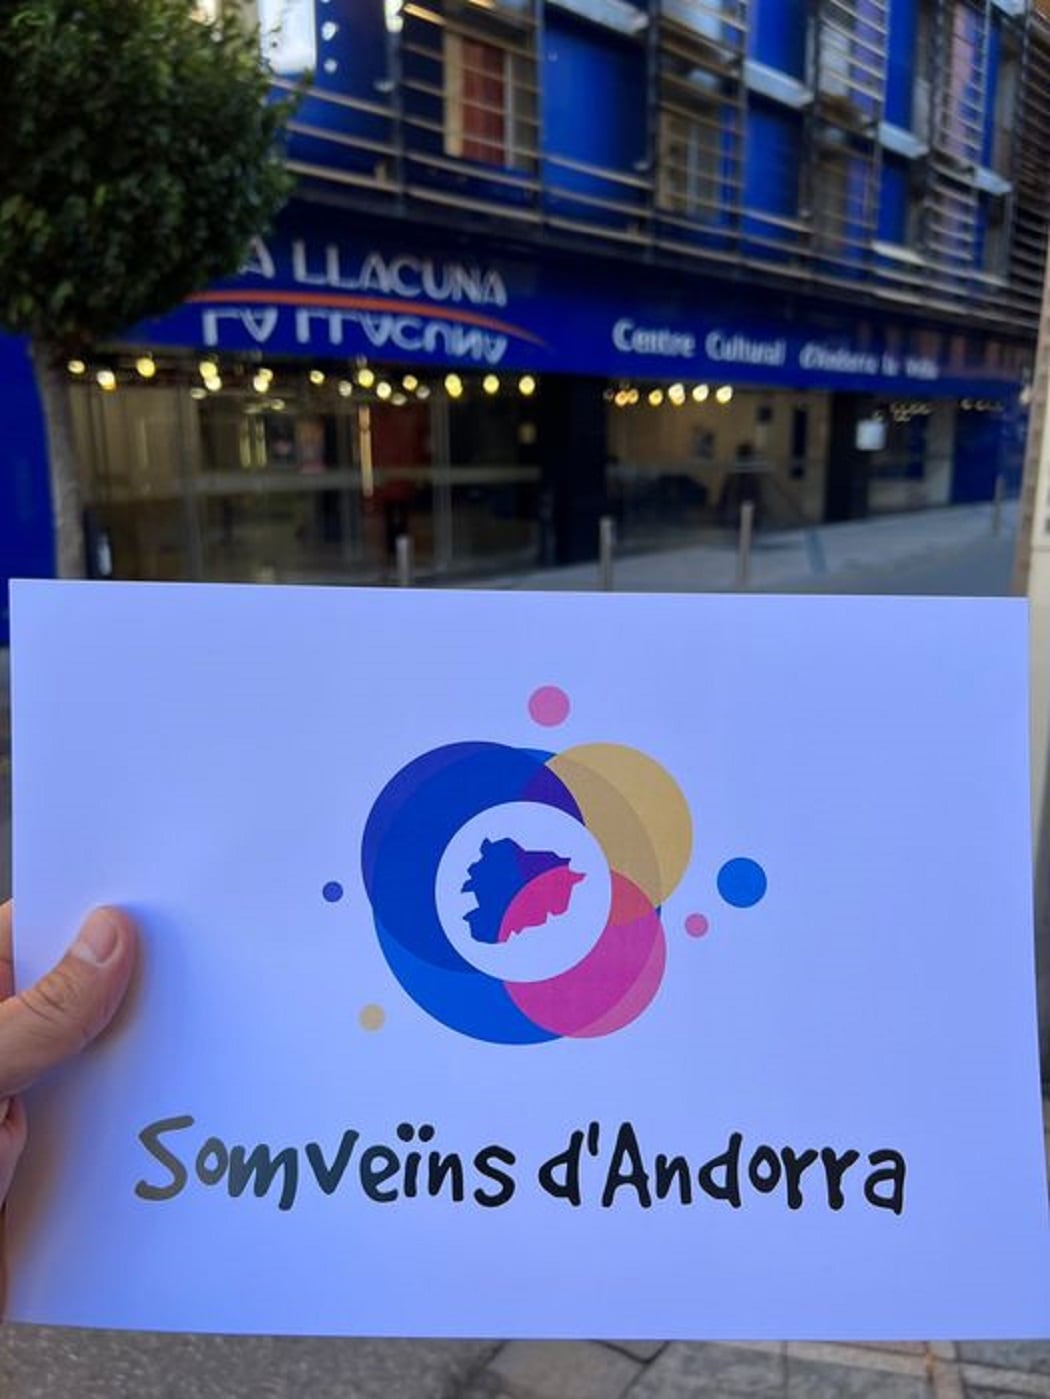 LA LLACUNA
LA LLACUNA
Centre Cultural d'Andorra la Vella
Somveïns d'Andorra